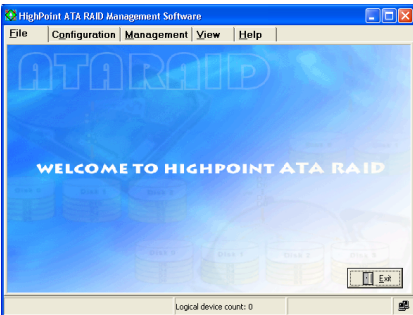 HighPoint ATA RAID Management Software
File Configuration Management View Help
ATARAID
WELCOME TO HIGHPOINT ATA RAID
Exit
Logical device count: 0